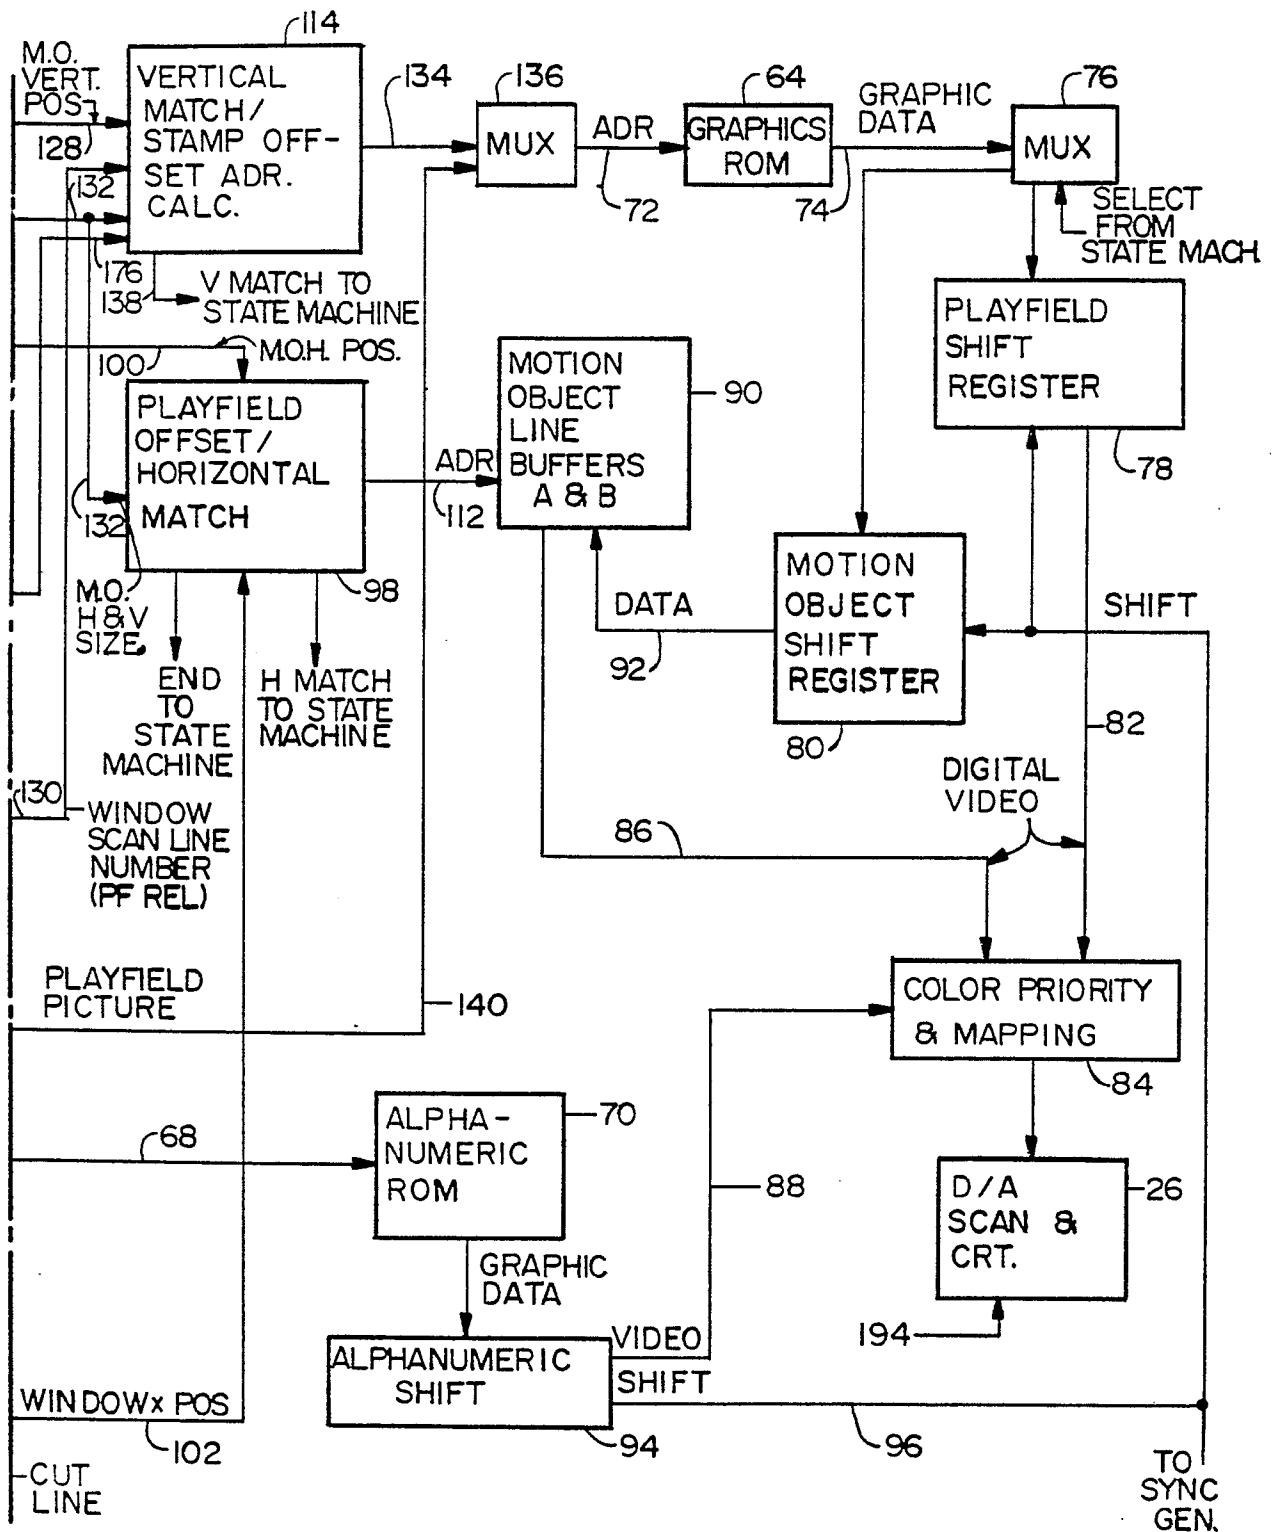 114
M.O.
VERT.
POS
128
VERTICAL
MATCH/
STAMP OFF-
SET ADR.
CALC.
134
136
MUX
ADR
72
64
GRAPHICS
ROM
GRAPHIC
DATA
74
76
MUX
SELECT
FROM
STATE MACH.
132
176
138
V MATCH TO
STATE MACHINE
100
M.O.H. POS.
PLAYFIELD
SHIFT
REGISTER
78
MOTION
OBJECT
LINE
BUFFERS
A & B
90
PLAYFIELD
OFFSET/
HORIZONTAL
MATCH
98
ADR
112
132
M.O.
H & V
SIZE
END
TO
STATE
MACHINE
H MATCH
TO STATE
MACHINE
DATA
92
MOTION
OBJECT
SHIFT
REGISTER
80
SHIFT
82
DIGITAL
VIDEO
130
WINDOW
SCAN LINE
NUMBER
(PF REL)
86
PLAYFIELD
PICTURE
140
COLOR PRIORITY
& MAPPING
84
68
ALPHA-
NUMERIC
ROM
70
88
D/A
SCAN &
CRT.
26
194
GRAPHIC
DATA
ALPHANUMERIC
SHIFT
94
VIDEO
SHIFT
96
WINDOWx POS
102
CUT
LINE
TO
SYNC
GEN.